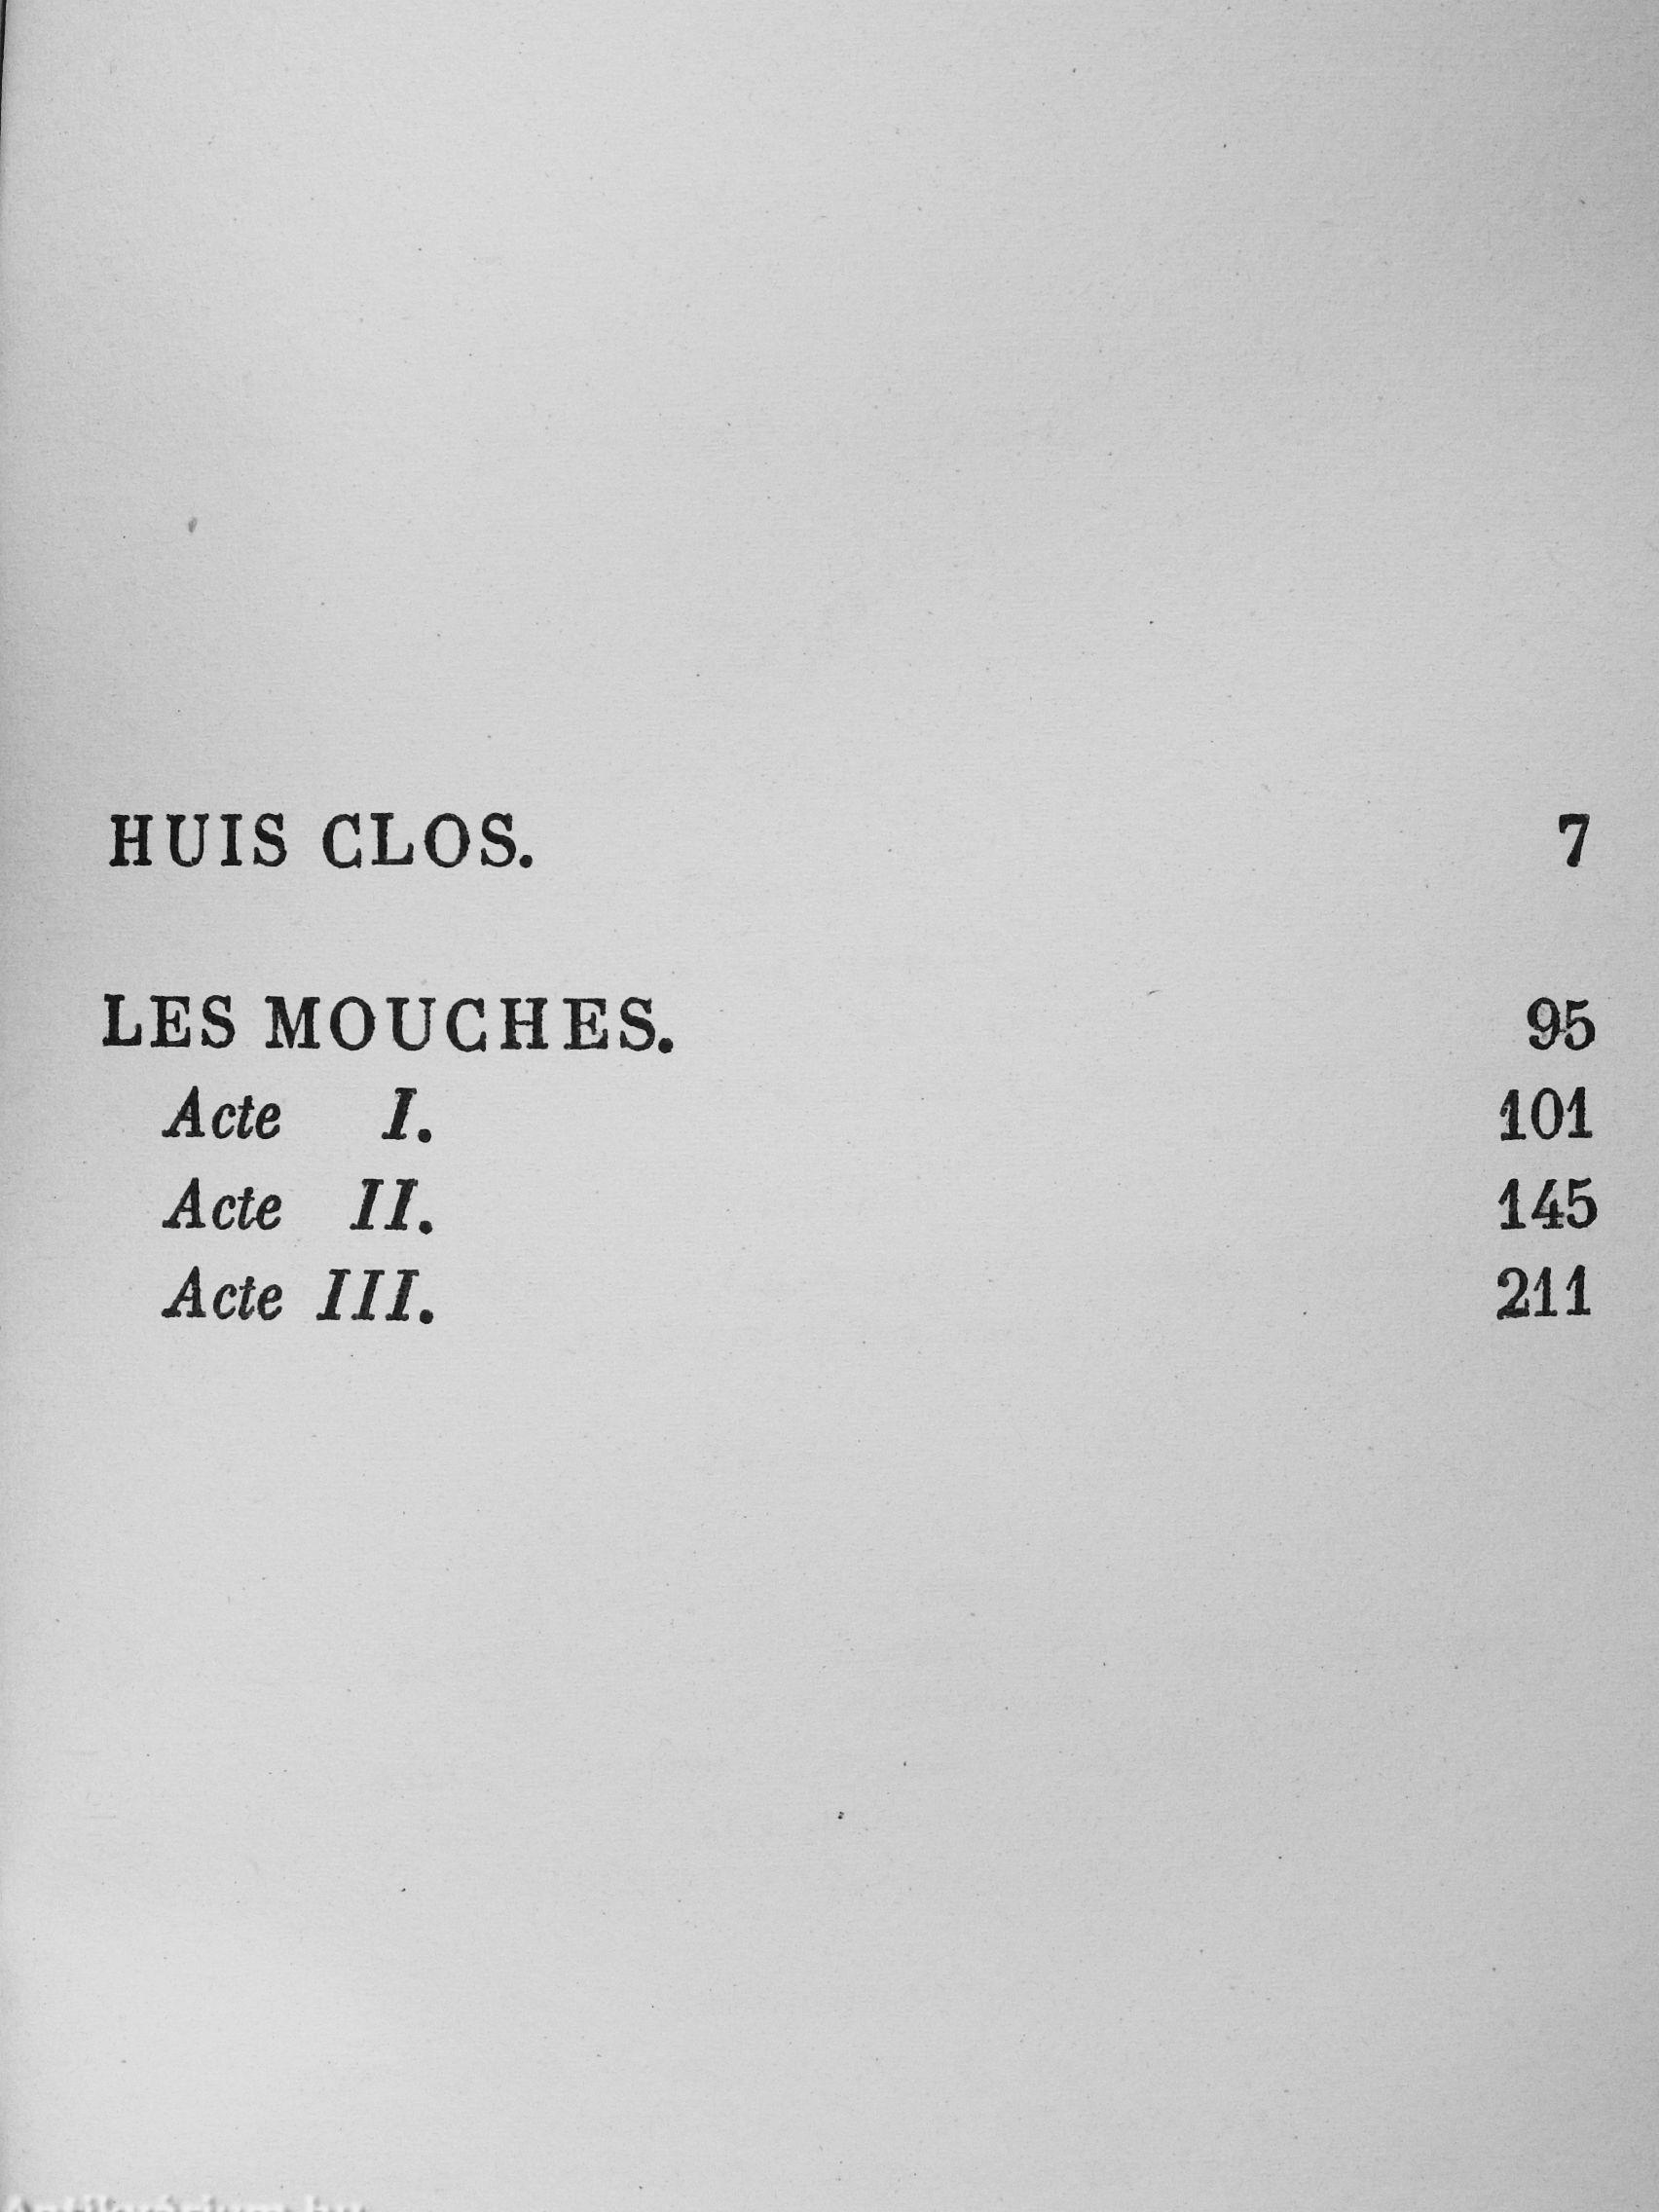 HUIS CLOS. 7
LES MOUCHES. 95
Acte I. 101
Acte II. 145
Acte III. 211